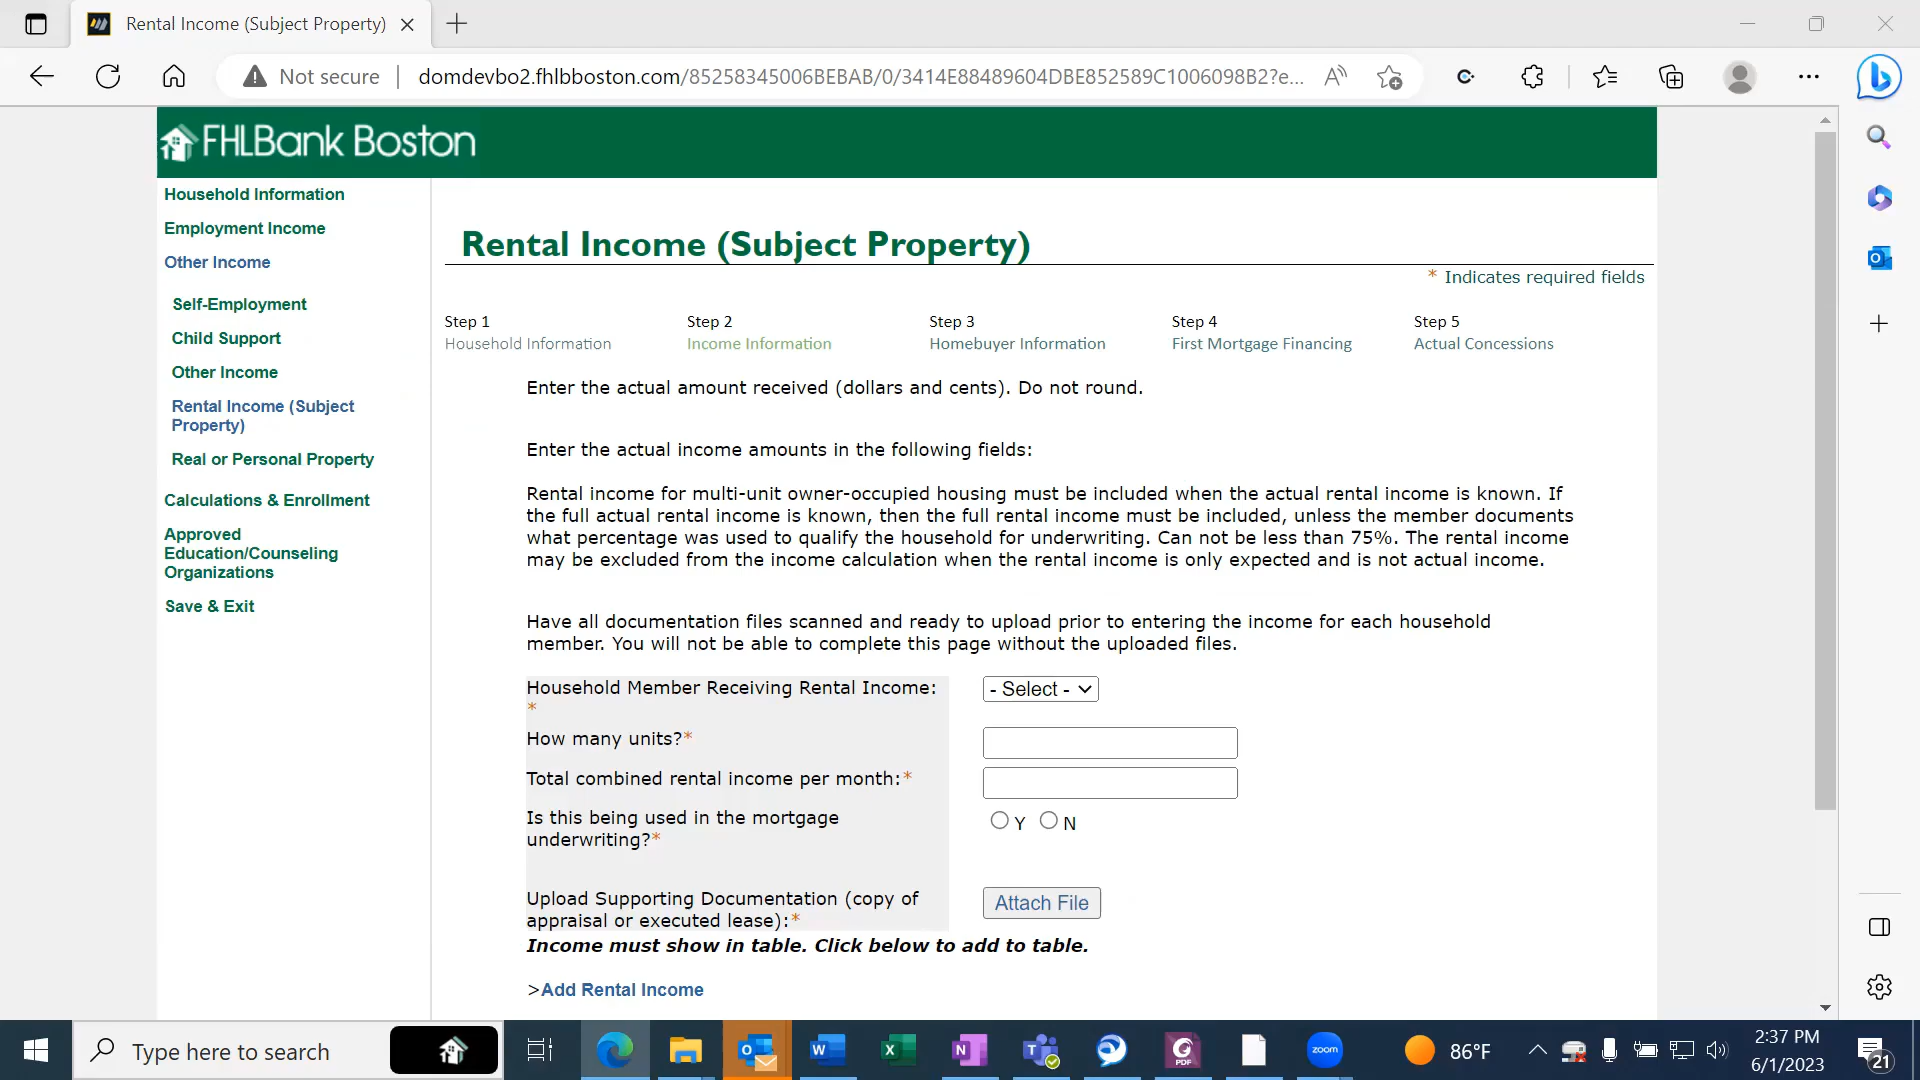 Rental Income (Subject Property)
Not secure
domdevbo2.fhlbboston.com/85258345006BEBAB/0/3414E88489604DBE852589C1006098B2?e...
FHLBank Boston
Household Information
Employment Income
Other Income
Self-Employment
Child Support
Other Income
Rental Income (Subject
Property)
Real or Personal Property
Calculations & Enrollment
Approved
Education/Counseling
Organizations
Save & Exit
Rental Income (Subject Property)
* Indicates required fields
Step 1
Household Information
Step 2
Income Information
Step 3
Homebuyer Information
Step 4
First Mortgage Financing
Step 5
Actual Concessions
Enter the actual amount received (dollars and cents). Do not round.
Enter the actual income amounts in the following fields:
Rental income for multi-unit owner-occupied housing must be included when the actual rental income is known. If
the full actual rental income is known, then the full rental income must be included, unless the member documents
what percentage was used to qualify the household for underwriting. Can not be less than 75%. The rental income
may be excluded from the income calculation when the rental income is only expected and is not actual income.
Have all documentation files scanned and ready to upload prior to entering the income for each household
member. You will not be able to complete this page without the uploaded files.
Household Member Receiving Rental Income:
*
- Select -
How many units?*
Total combined rental income per month:*
Is this being used in the mortgage
underwriting?*
Y N
Upload Supporting Documentation (copy of
appraisal or executed lease):*
Attach File
Income must show in table. Click below to add to table.
>Add Rental Income
Type here to search
zoom
86°F
2:37 PM
6/1/2023
21